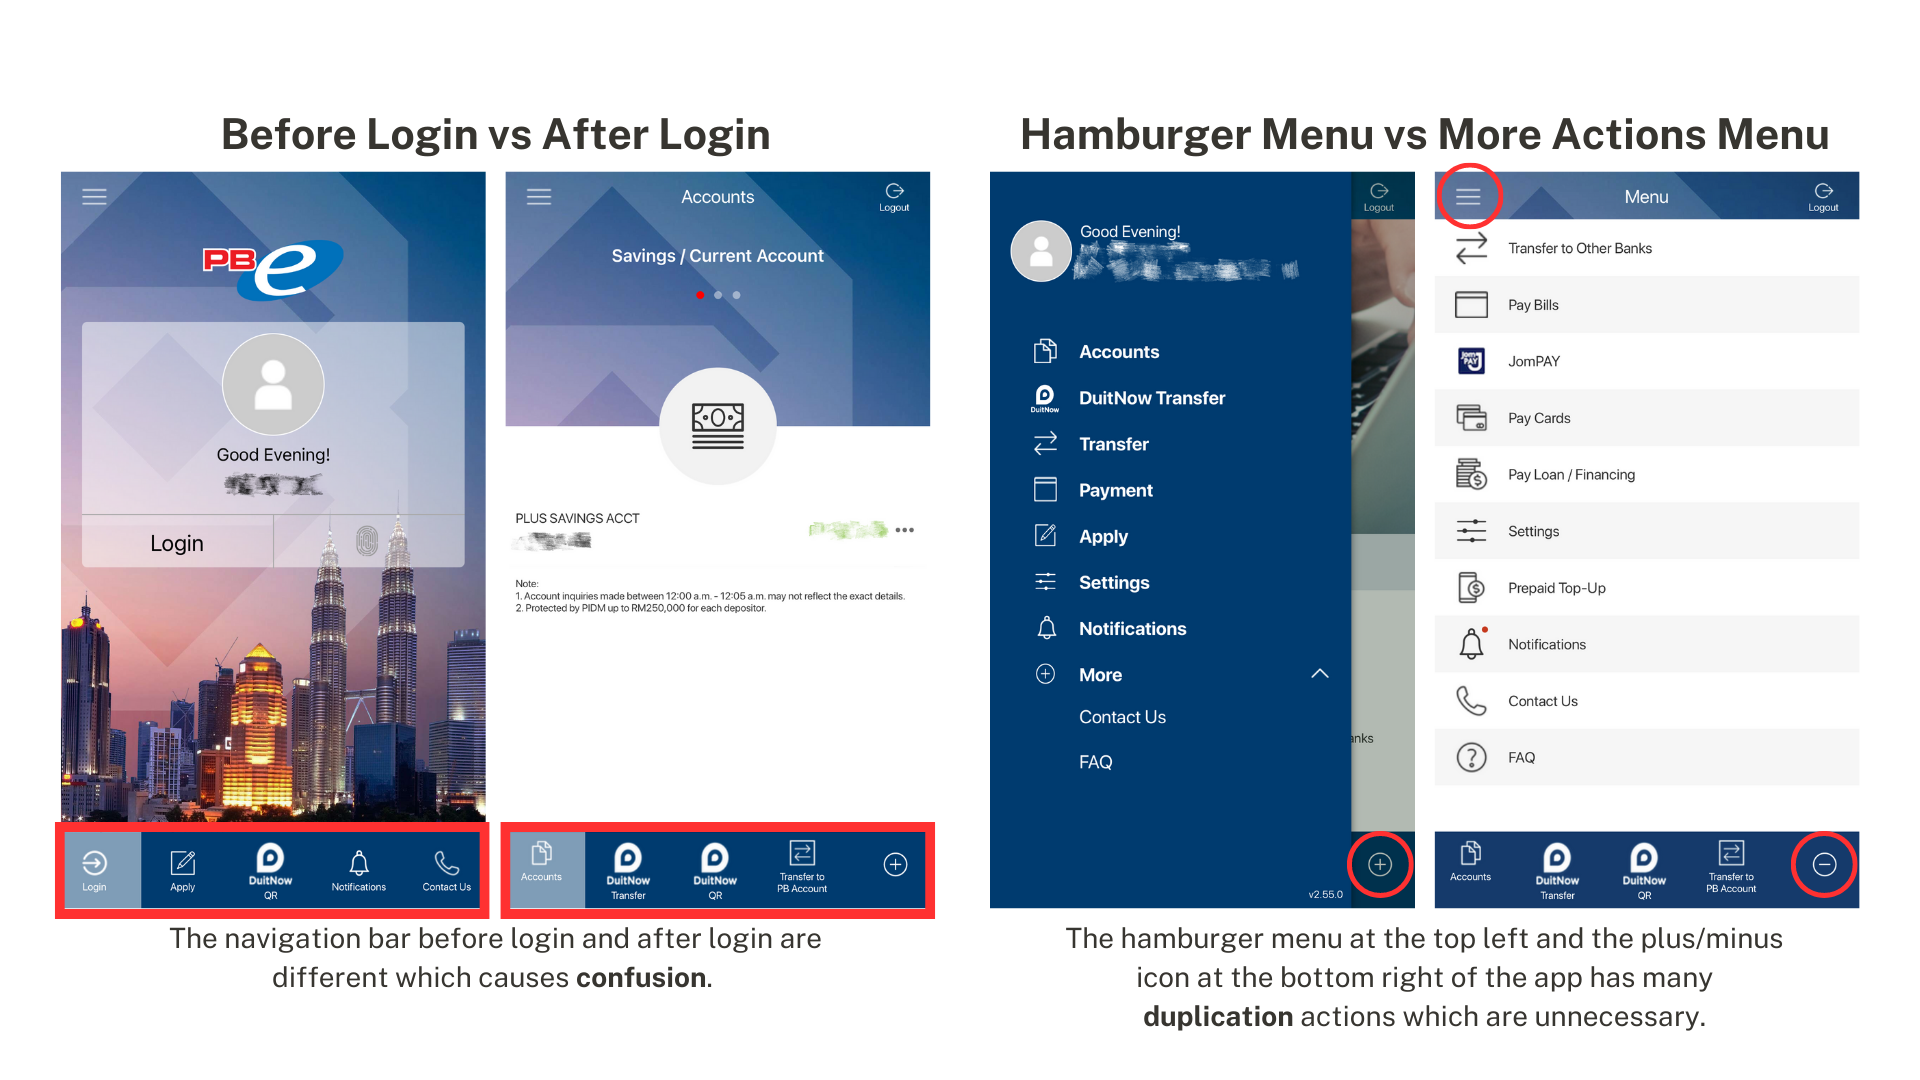 Before Login vs After Login
PB e
Good Evening!
Login
Login
Apply
DuitNow
QR
Notifications
Contact Us
Accounts
Logout
Savings / Current Account
PLUS SAVINGS ACCT
Note:
1. Account inquiries made between 12:00 a.m. - 12:05 a.m. may not reflect the exact details.
2. Protected by PIDM up to RM250,000 for each depositor.
Accounts
DuitNow
Transfer
DuitNow
QR
Transfer to
PB Account
The navigation bar before login and after login are
different which causes confusion.
Hamburger Menu vs More Actions Menu
Logout
Good Evening!
Accounts
DuitNow
DuitNow Transfer
Transfer
Payment
Apply
Settings
Notifications
More
Contact Us
FAQ
anks
v2.55.0
Menu
Logout
Transfer to Other Banks
Pay Bills
Jom
PAY
JomPAY
Pay Cards
Pay Loan / Financing
Settings
Prepaid Top-Up
Notifications
Contact Us
FAQ
Accounts
DuitNow
Transfer
DuitNow
QR
Transfer to
PB Account
The hamburger menu at the top left and the plus/minus
icon at the bottom right of the app has many
duplication actions which are unnecessary.